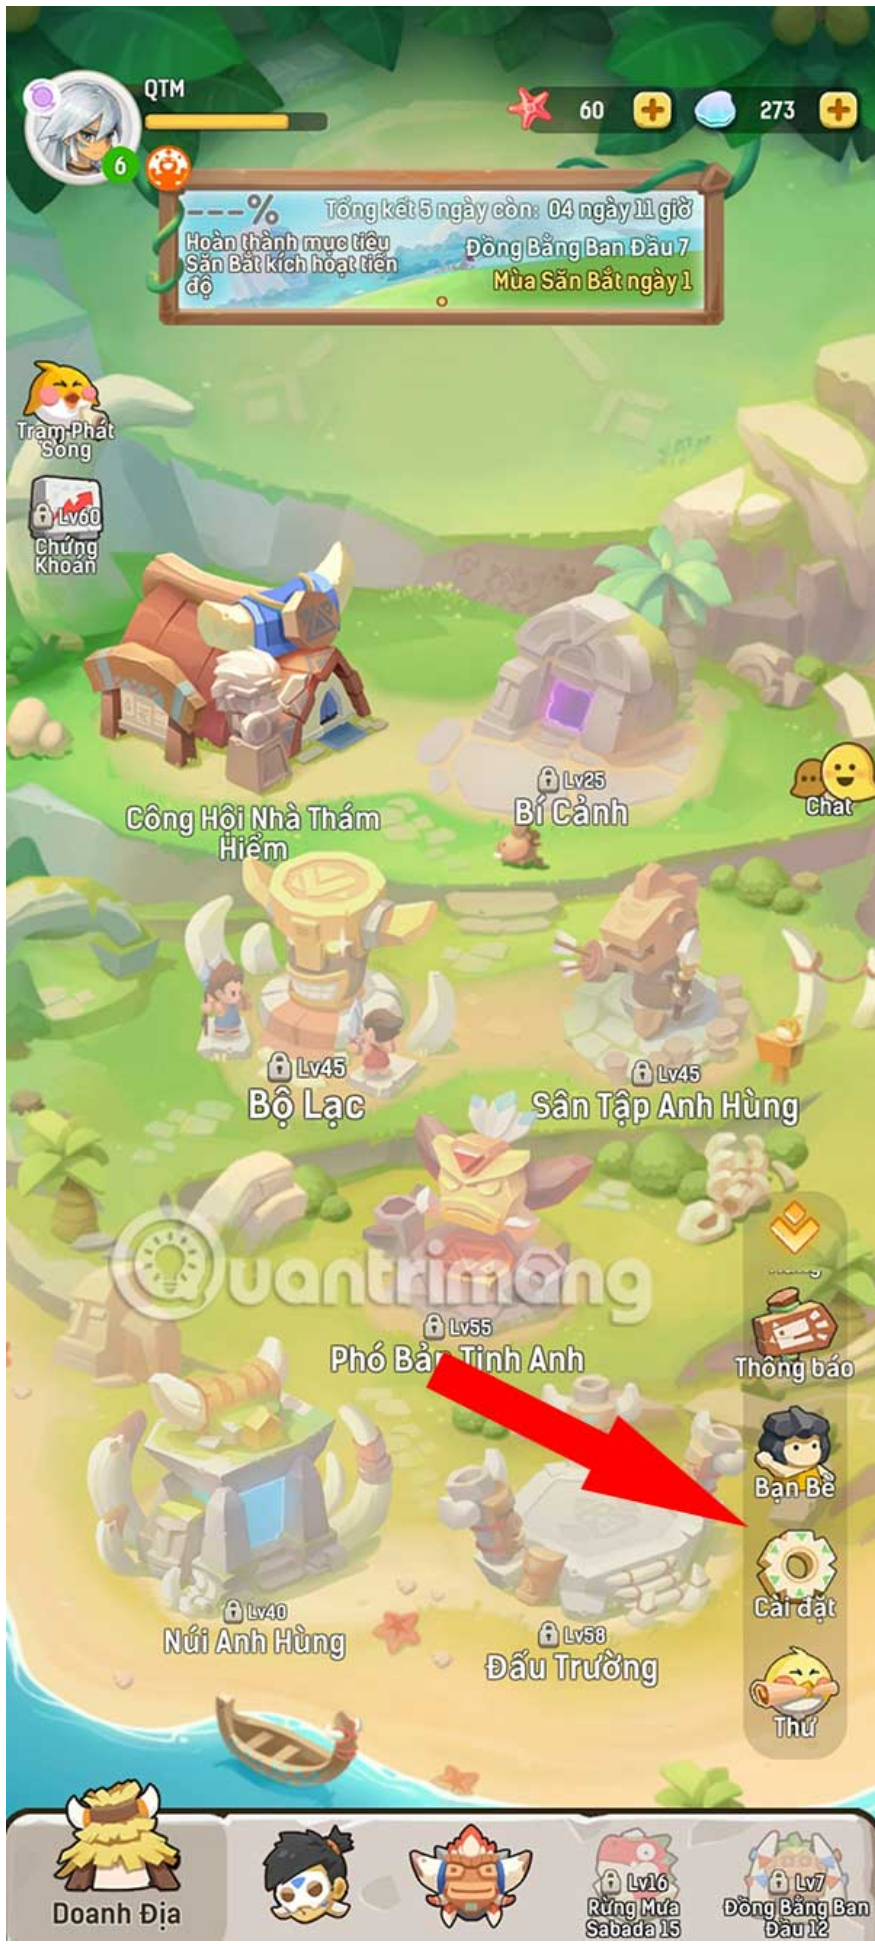 QTM
60
273
6
---%
Tổng kết 5 ngày còn: 04 ngày 11 giờ
Hoàn thành mục tiêu
Săn Bắt kích hoạt tiến
độ
Đồng Bằng Ban Đầu 7
Mùa Săn Bắt ngày 1
Trạm Phát
Sóng
Lv60
Chứng
Khoán
Công Hội Nhà Thám
Hiểm
Lv25
Bí Cảnh
Chat
Lv45
Bộ Lạc
Lv45
Sân Tập Anh Hùng
Quantrimang
Lv55
Phó Bản Tinh Anh
Thông báo
Bạn Bè
Cài đặt
Lv40
Núi Anh Hùng
Lv58
Đấu Trường
Thư
Doanh Địa
Lv16
Rừng Mưa
Sabada 15
Lv7
Đồng Bằng Ban
Đầu 12